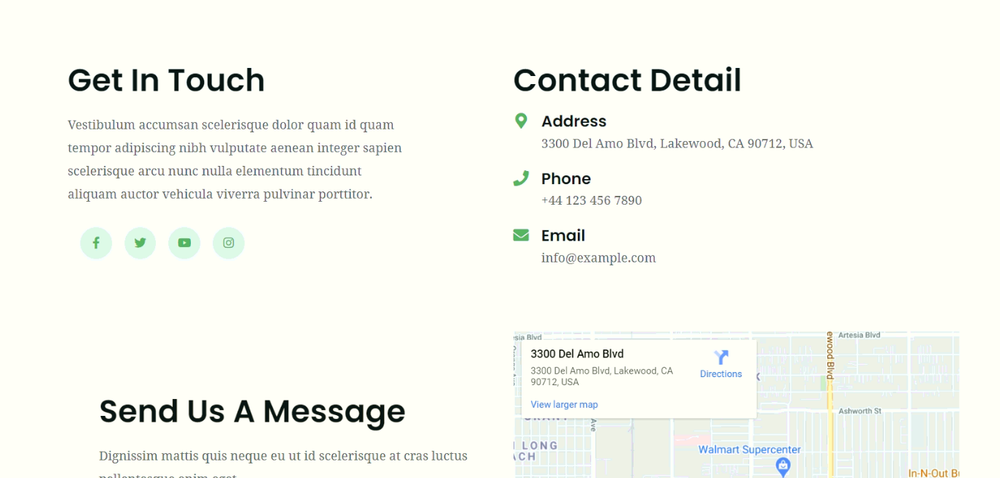 Get In Touch
Vestibulum accumsan scelerisque dolor quam id quam
tempor adipiscing nibh vulputate aenean integer sapien
scelerisque arcu nunc nulla elementum tincidunt
aliquam auctor vehicula viverra pulvinar porttitor.
Contact Detail
Address
3300 Del Amo Blvd, Lakewood, CA 90712, USA
Phone
+44 123 456 7890
Email
info@example.com
Send Us A Message
Dignissim mattis quis neque eu ut id scelerisque at cras luctus
pellentesque enim eget
esia Blvd
Artesia Blvd
ewood Blvd
3300 Del Amo Blvd
3300 Del Amo Blvd, Lakewood, CA
90712, USA
Directions
View larger map
Ashworth St
Ave
LONG
ACH
Walmart Supercenter
In-N-Out Bu